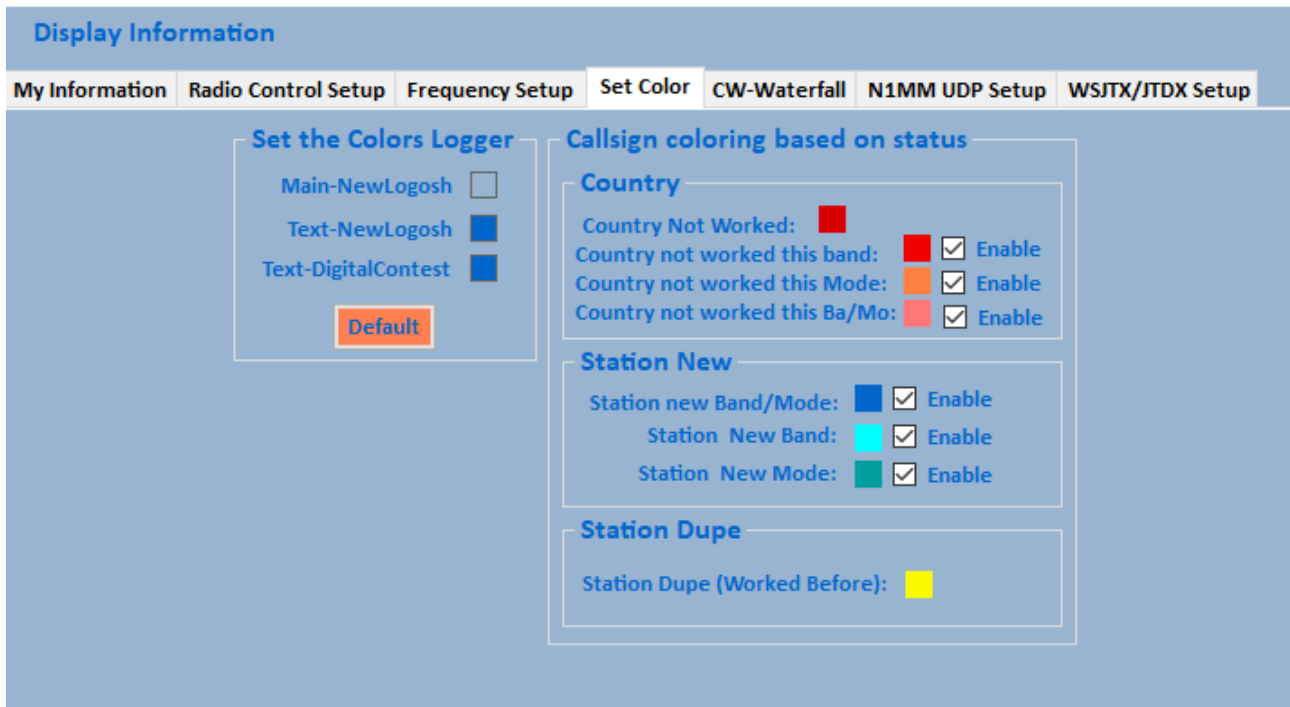 Display Information
My Information Radio Control Setup Frequency Setup Set Color CW-Waterfall N1MM UDP Setup WSJTX/JTDX Setup
Set the Colors Logger
Main-NewLogosh
Text-NewLogosh
Text-DigitalContest
Default
Callsign coloring based on status
Country
Country Not Worked:
Country not worked this band: Enable
Country not worked this Mode: Enable
Country not worked this Ba/Mo: Enable
Station New
Station new Band/Mode: Enable
Station New Band: Enable
Station New Mode: Enable
Station Dupe
Station Dupe (Worked Before):